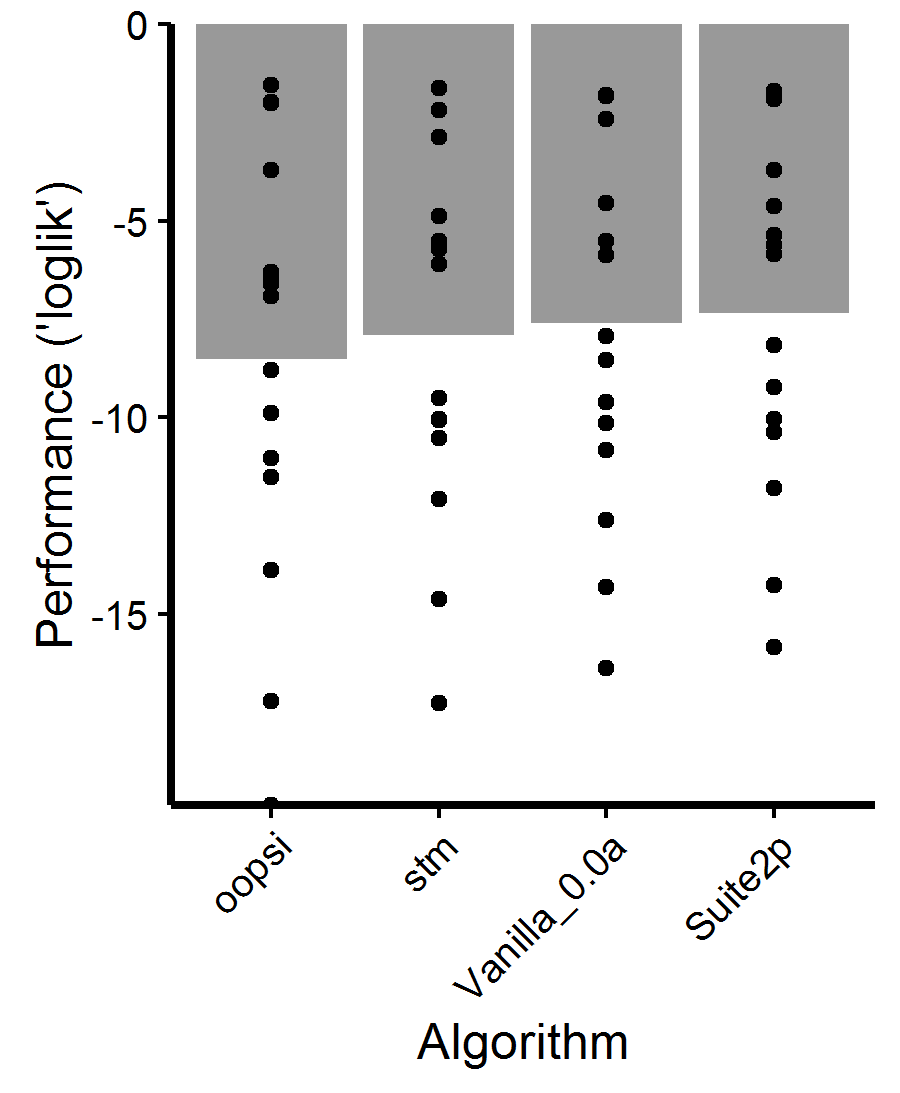 Performance ('loglik')
0
-5
-10
-15
oopsi
stm
Vanilla_0.0a
Suite2p
Algorithm